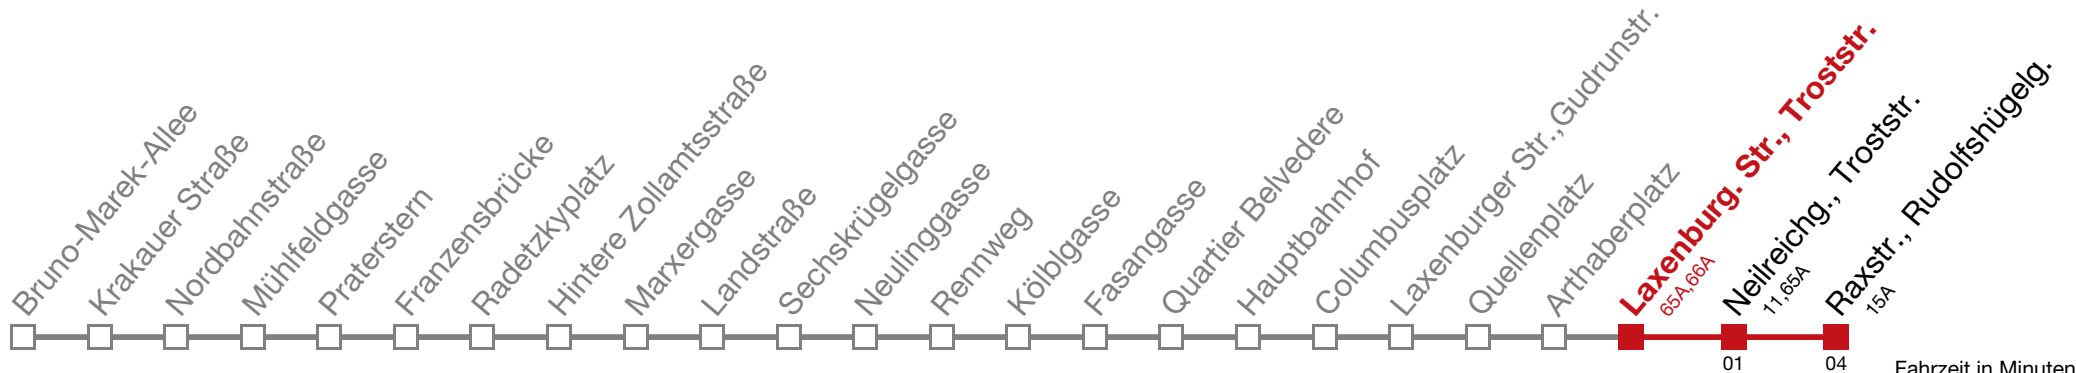 Bruno-Marek-Allee
Krakauer Straße
Nordbahnstraße
Mühlfeldgasse
Praterstern
Franzensbrücke
Radetzkyplatz
Hintere Zollamtsstraße
Marxergasse
Landstraße
Sechskrügelgasse
Neulinggasse
Rennweg
Kölblgasse
Fasangasse
Quartier Belvedere
Hauptbahnhof
Columbusplatz
Laxenburger Str.,Gudrunstr.
Quellenplatz
Arthaberplatz
Laxenburg. Str., Troststr.
65A,66A
Neilreichg., Troststr.
11,65A
Raxstr., Rudolfshügelg.
15A
01
04
Fahrzeit in Minuten